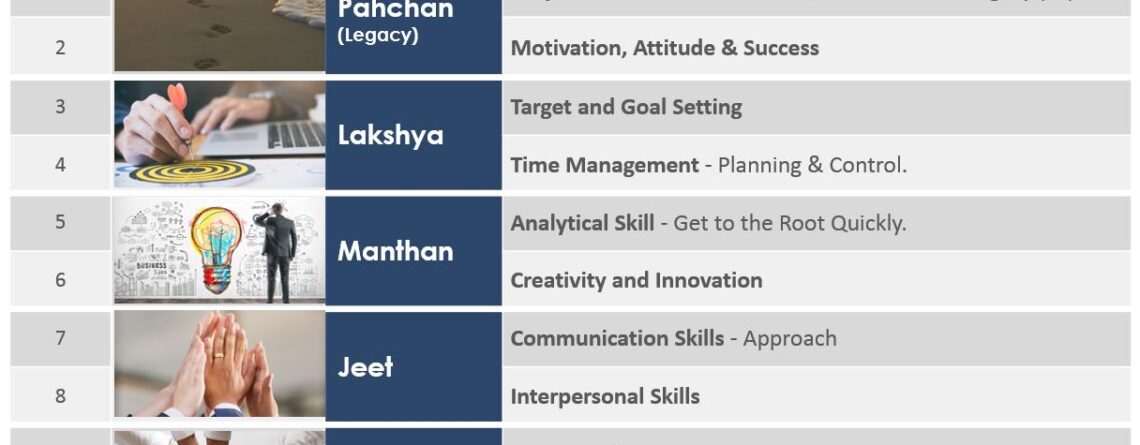 Pahchan
(Legacy)
2
Motivation, Attitude & Success
3
Target and Goal Setting
Lakshya
4
Time Management - Planning & Control.
5
Analytical Skill - Get to the Root Quickly.
BUSINESS
Manthan
6
Creativity and Innovation
7
Communication Skills - Approach
Jeet
8
Interpersonal Skills